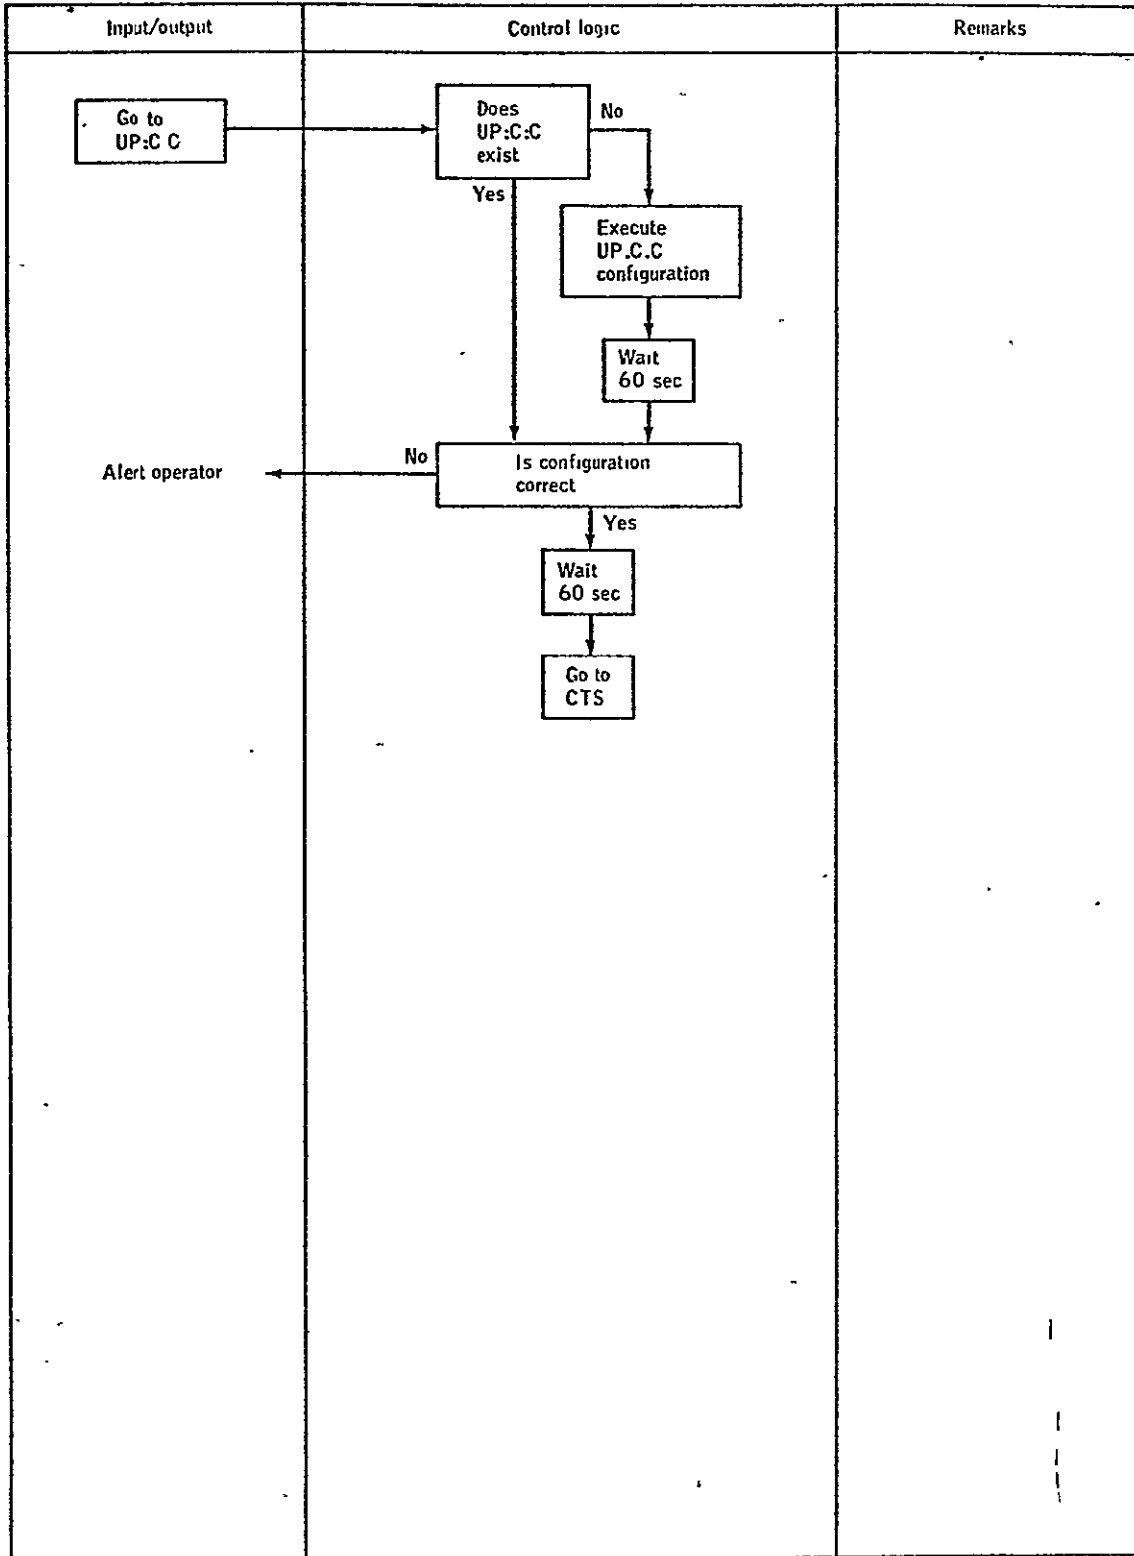 Input/output
Control logic
Remarks
Go to
UP:C C
Does
UP:C:C
exist
No
Yes
Execute
UP.C.C
configuration
Wait
60 sec
Alert operator
No
Is configuration
correct
Yes
Wait
60 sec
Go to
CTS